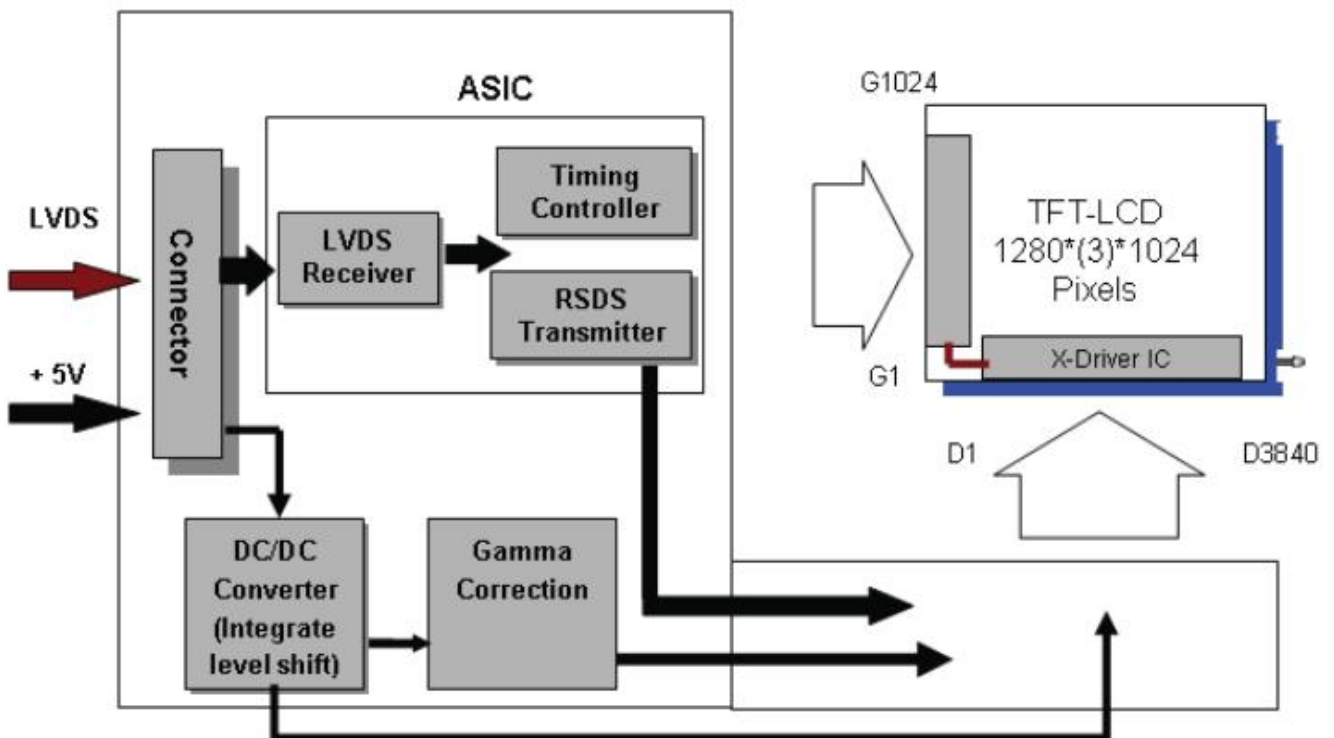 ASIC
G1024
Timing
Controller
LVDS
Connector
LVDS
Receiver
TFT-LCD
1280*(3)*1024
Pixels
RSDS
Transmitter
X-Driver IC
+ 5V
G1
D1
D3840
DC/DC
Converter
(Integrate
level shift)
Gamma
Correction